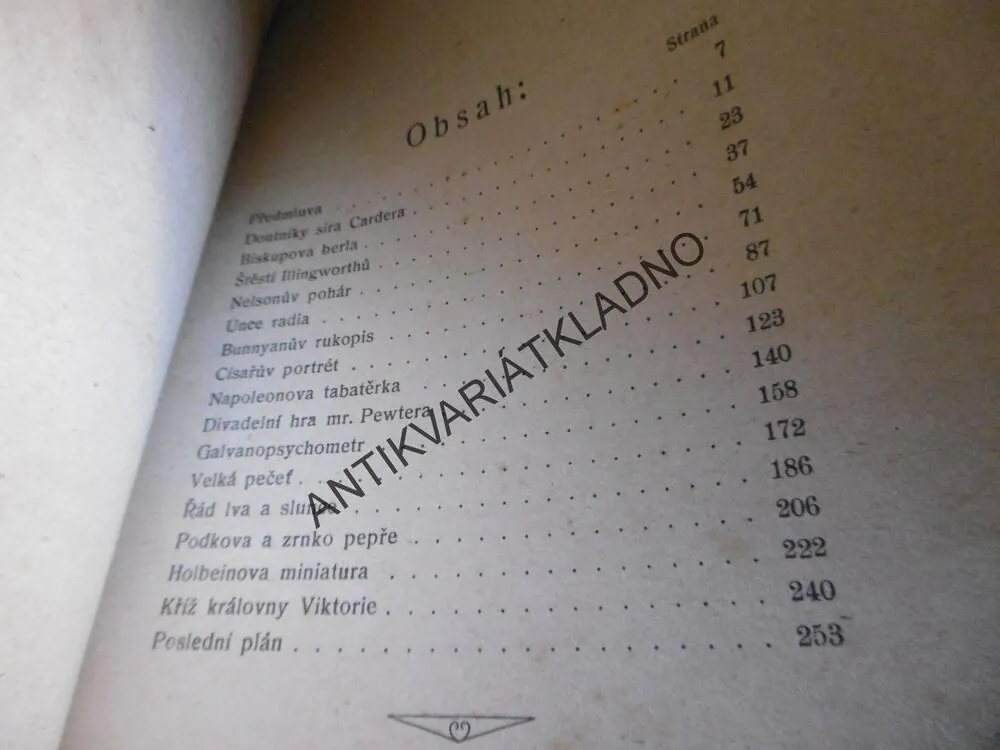 Strana
Obsah:
Předmluva . . . . . . . . . . 7
Doutníky sira Cardera . . . . . . . . . . 11
Biskupova berla . . . . . . . . . . 23
Štěstí Illingworthů . . . . . . . . . . 37
Nelsonův pohár . . . . . . . . . . 54
Unce radia . . . . . . . . . . 71
Bunnyanův rukopis . . . . . . . . . . 87
Císařův portrét . . . . . . . . . . 107
Napoleonova tabatěrka . . . . . . . . . . 123
Divadelní hra mr. Pewtera . . . . . . . . . . 140
Galvanopsychometr . . . . . . . . . . 158
Velká pečeť . . . . . . . . . . 172
Řád lva a slunce . . . . . . . . . . 186
Podkova a zrnko pepře . . . . . . . . . . 206
Holbeinova miniatura . . . . . . . . . . 222
Kříž královny Viktorie . . . . . . . . . . 240
Poslední plán . . . . . . . . . . 253
ANTIKVARIÁTKLADNO